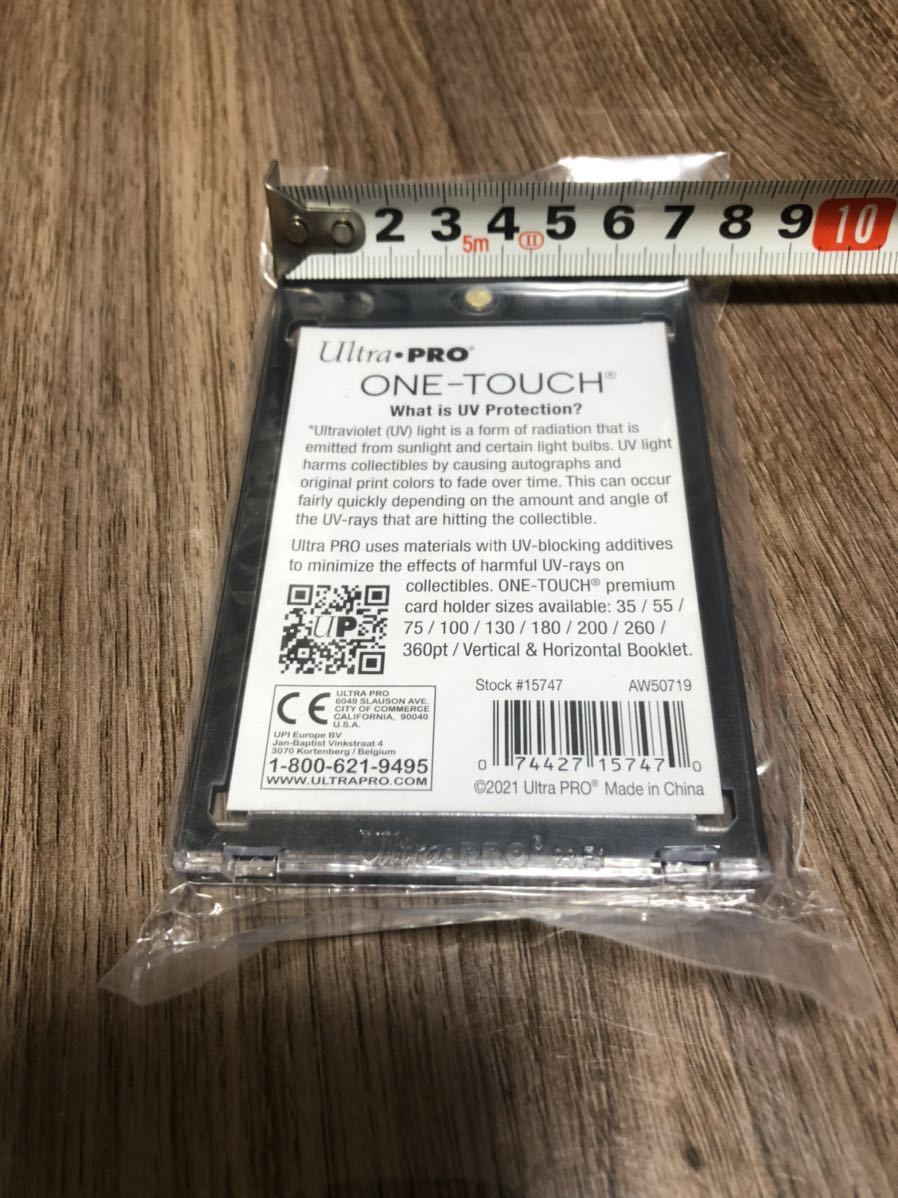 2 3 4 5 6 7 8 9 10
5m II
Ultra•PRO®
ONE-TOUCH®
What is UV Protection?
*Ultraviolet (UV) light is a form of radiation that is
emitted from sunlight and certain light bulbs. UV light
harms collectibles by causing autographs and
original print colors to fade over time. This can occur
fairly quickly depending on the amount and angle of
the UV-rays that are hitting the collectible.
Ultra PRO uses materials with UV-blocking additives
to minimize the effects of harmful UV-rays on
collectibles. ONE-TOUCH® premium
card holder sizes available: 35 / 55 /
75 / 100 / 130 / 180 / 200 / 260 /
360pt / Vertical & Horizontal Booklet.
UP
CE
ULTRA PRO
6049 SLAUSON AVE.
CITY OF COMMERCE
CALIFORNIA, 90040
U.S.A.
UPI Europe BV
Jan-Baptist Vinkstraat 4
3070 Kortenberg / Belgium
1-800-621-9495
WWW.ULTRAPRO.COM
Stock #15747 AW50719
0 74427 15747 0
©2021 Ultra PRO® Made in China
Ultra•PRO®